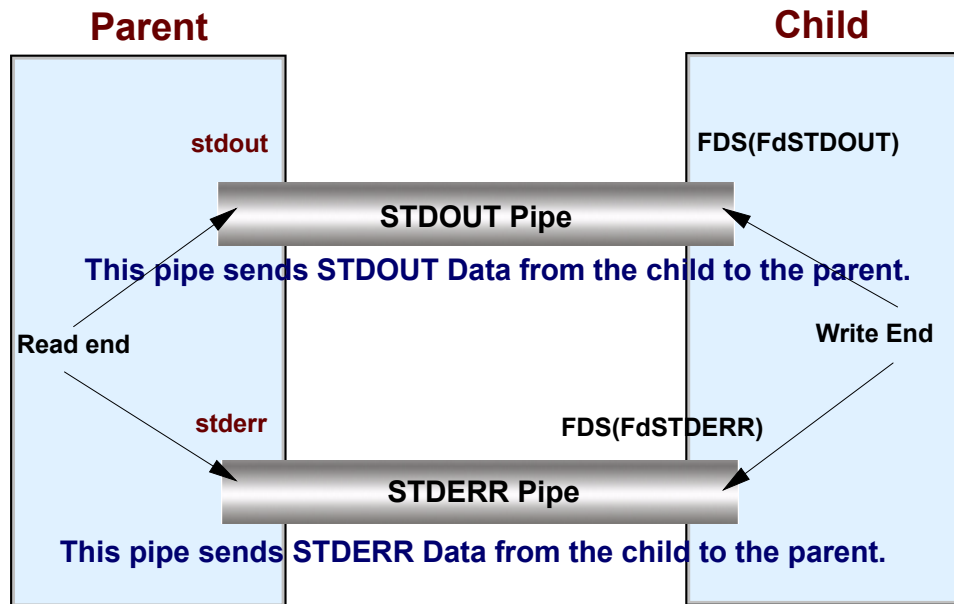 Parent
Child
stdout
FDS(FdSTDOUT)
STDOUT Pipe
This pipe sends STDOUT Data from the child to the parent.
Read end
Write End
stderr
FDS(FdSTDERR)
STDERR Pipe
This pipe sends STDERR Data from the child to the parent.